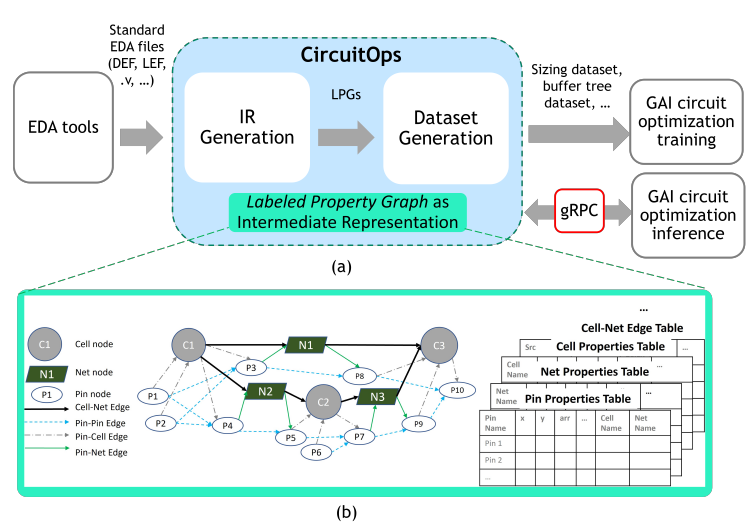 Standard
EDA files
(DEF, LEF,
.v, ...)
CircuitOps
EDA tools
IR
Generation
LPGs
Dataset
Generation
Sizing dataset,
buffer tree
dataset, ...
GAI circuit
optimization
training
Labeled Property Graph as
Intermediate Representation
gRPC
GAI circuit
optimization
inference
(a)
C1
Cell node
N1
Net node
P1
Pin node
Cell-Net Edge
Pin-Pin Edge
Pin-Cell Edge
Pin-Net Edge
C1
N1
C3
P3
P8
P1
N2
C2
N3
P10
P2
P4
P5
P7
P9
P6
...
Cell-Net Edge Table
Src
Cell Properties Table
...
Cell
Name
Net Properties Table
...
Net
Name
Pin Properties Table
...
Pin
Name
x
y
arr
...
Cell
Name
Net
Name
Pin 1
Pin 2
...
(b)